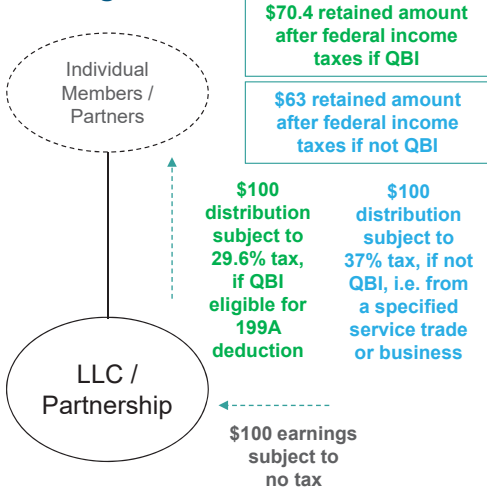 $70.4 retained amount
after federal income
taxes if QBI
Individual
Members /
Partners
$63 retained amount
after federal income
taxes if not QBI
$100
distribution
subject to
29.6% tax,
if QBI
eligible for
199A
deduction
$100
distribution
subject to
37% tax, if not
QBI, i.e. from
a specified
service trade
or business
LLC /
Partnership
$100 earnings
subject to
no tax